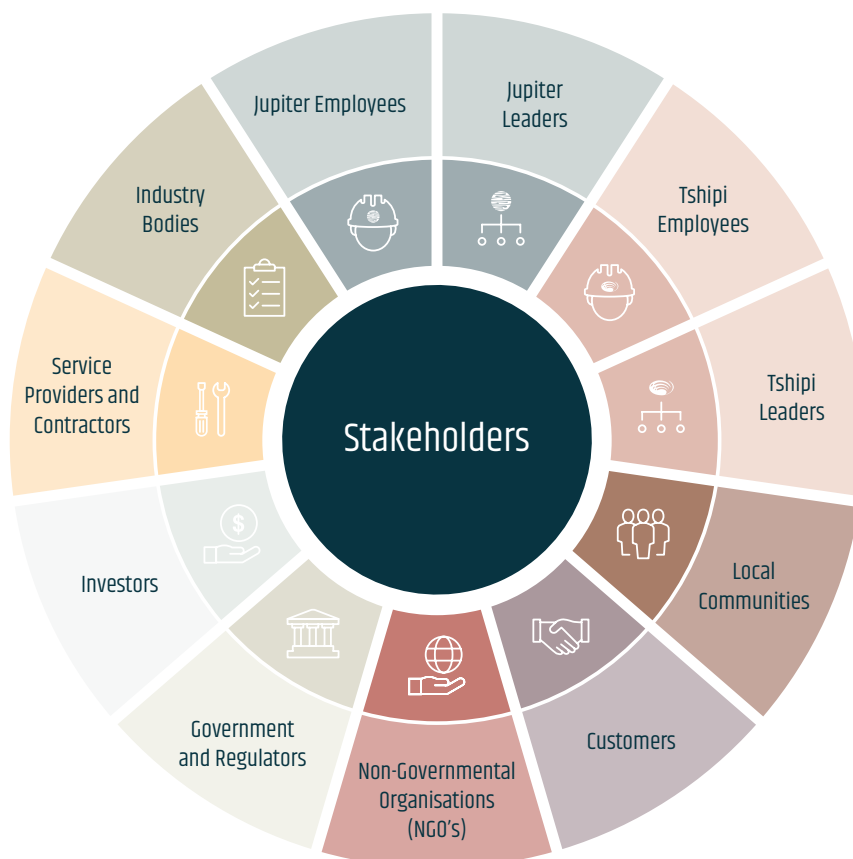 Jupiter Employees
Jupiter
Leaders
Tshipi
Employees
Tshipi
Leaders
Local
Communities
Customers
Non-Governmental
Organisations
(NGO's)
Government
and Regulators
Investors
$
Service
Providers and
Contractors
Industry
Bodies
Stakeholders